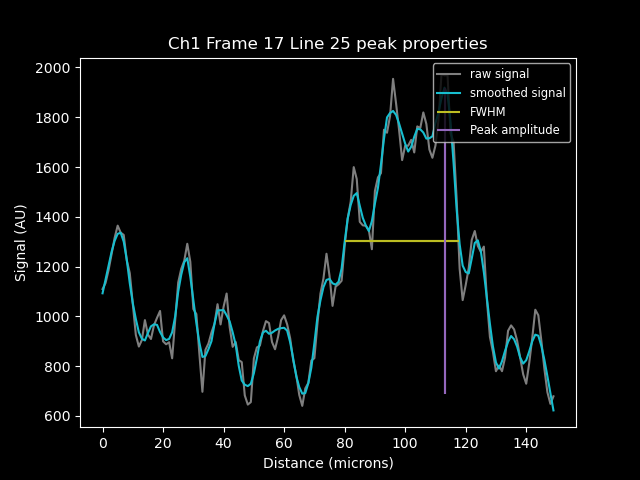 Ch1 Frame 17 Line 25 peak properties
raw signal
smoothed signal
FWHM
Peak amplitude
Signal (AU)
2000
1800
1600
1400
1200
1000
800
600
0 20 40 60 80 100 120 140
Distance (microns)